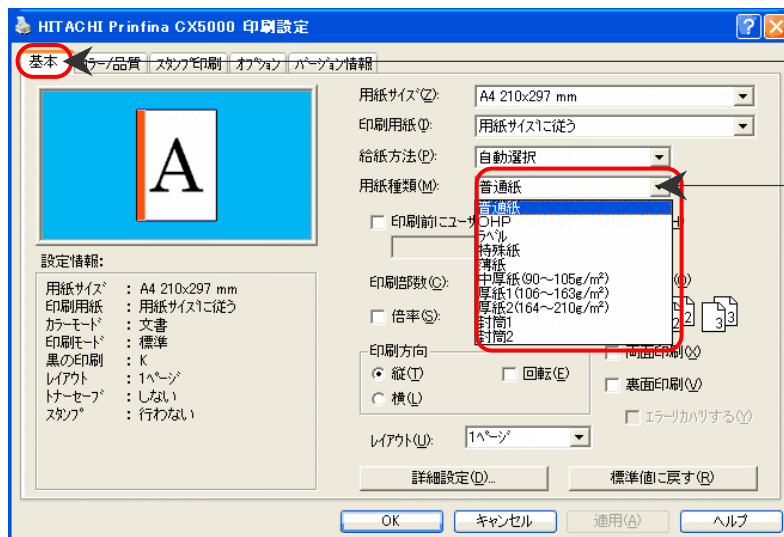 HITACHI Prinfina CX5000 印刷設定
基本
カラー/品質
スタンプ印刷
オプション
バージョン情報
A
用紙サイズ(Z):
A4 210x297 mm
印刷用紙(I):
用紙サイズに従う
給紙方法(P):
自動選択
用紙種類(M):
普通紙
普通紙
OHP
ラベル
特殊紙
薄紙
中厚紙(90～105g/m²)
厚紙1(106～163g/m²)
厚紙2(164～210g/m²)
封筒1
封筒2
印刷前にユーザ
印刷部数(C):
倍率(S):
2
3
3
設定情報:
用紙サイズ : A4 210x297 mm
印刷用紙 : 用紙サイズに従う
カラーモード : 文書
印刷モード : 標準
黒の印刷 : K
レイアウト : 1ページ
トナーセーブ : しない
スタンプ : 行わない
印刷方向
縦(T)
回転(E)
横(L)
両面印刷(X)
裏面印刷(V)
エラーリカバリする(Y)
レイアウト(U):
1ページ
詳細設定(D)...
標準値に戻す(R)
OK
キャンセル
適用(A)
ヘルプ